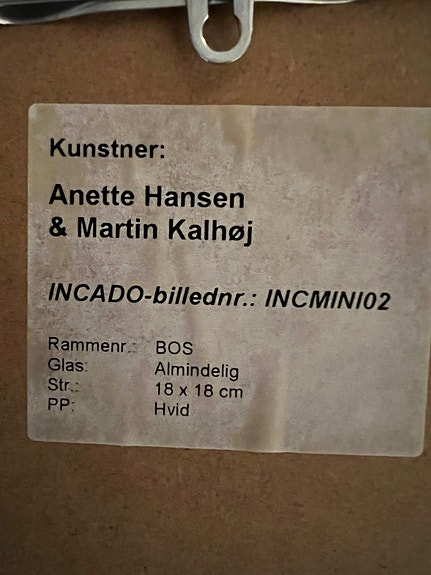 Kunstner:
Anette Hansen
& Martin Kalhøj
INCADO-billednr.: INCMINI02
Rammenr.: BOS
Glas: Almindelig
Str.: 18 x 18 cm
PP: Hvid